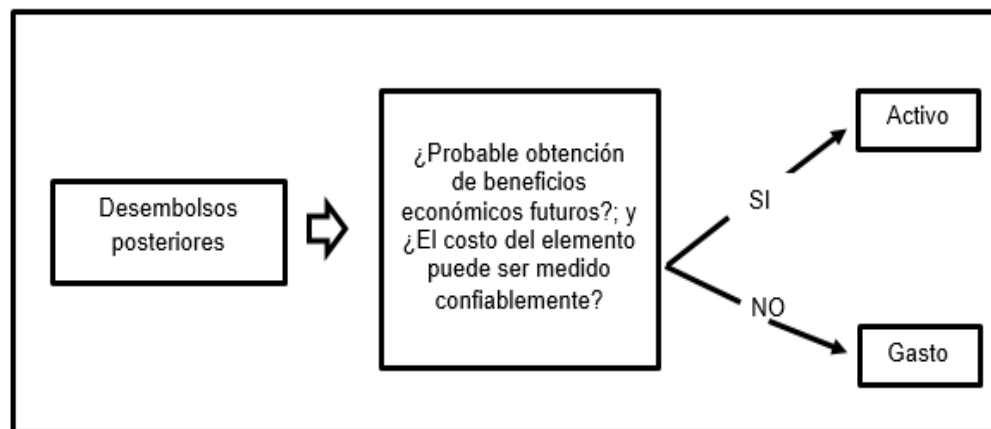 Desembolsos
posteriores
¿Probable obtención
de beneficios
económicos futuros?; y
¿El costo del elemento
puede ser medido
confiablemente?
Activo
SI
NO
Gasto